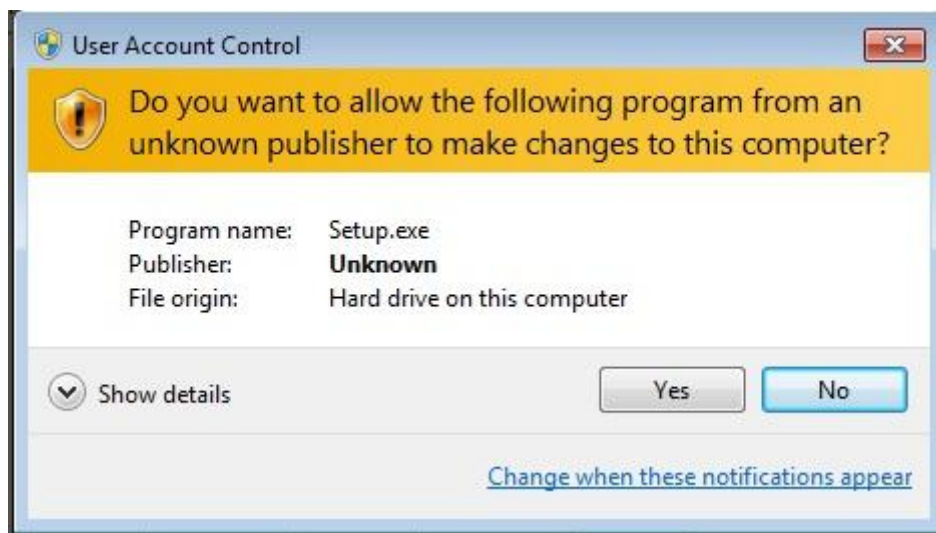 User Account Control
Do you want to allow the following program from an
unknown publisher to make changes to this computer?
Program name: Setup.exe
Publisher: Unknown
File origin: Hard drive on this computer
Show details
Yes
No
Change when these notifications appear